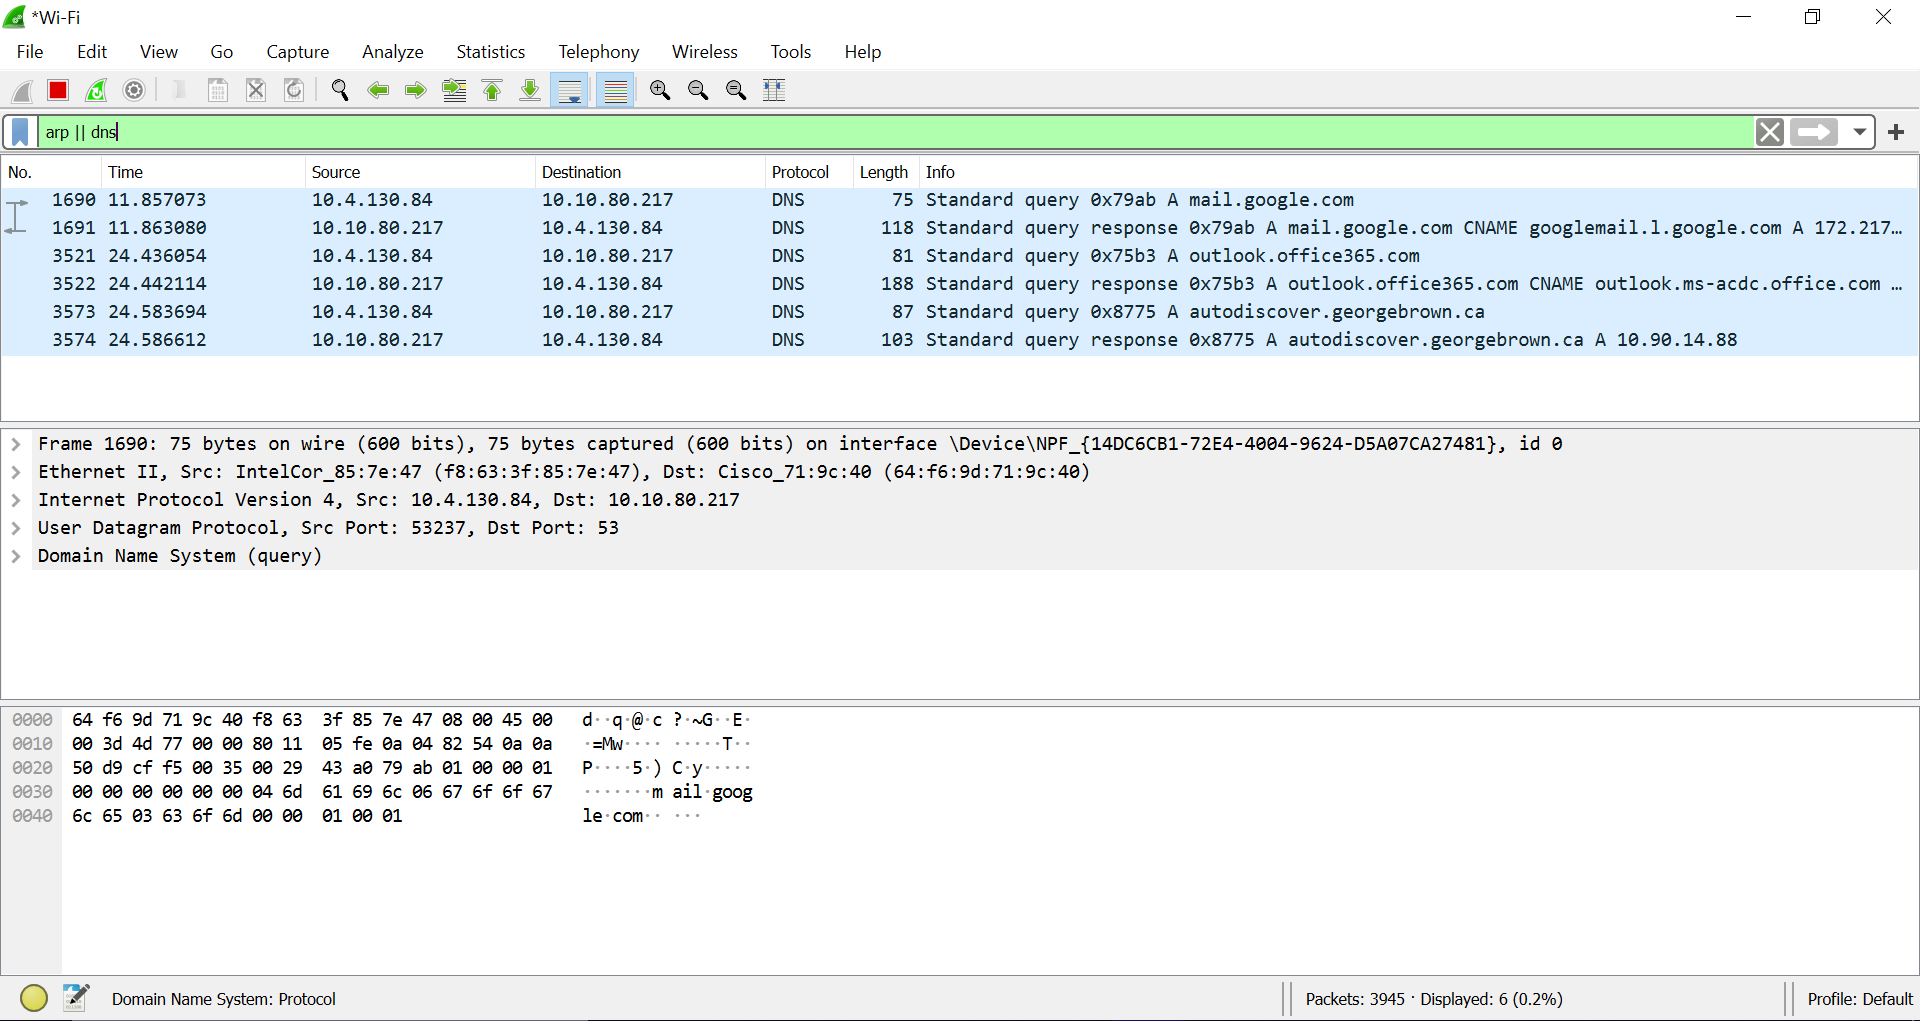 *Wi-Fi
File Edit View Go Capture Analyze Statistics Telephony Wireless Tools Help
arp || dns
No. Time Source Destination Protocol Length Info
1690 11.857073 10.4.130.84 10.10.80.217 DNS 75 Standard query 0x79ab A mail.google.com
1691 11.863080 10.10.80.217 10.4.130.84 DNS 118 Standard query response 0x79ab A mail.google.com CNAME googlemail.l.google.com A 172.217…
3521 24.436054 10.4.130.84 10.10.80.217 DNS 81 Standard query 0x75b3 A outlook.office365.com
3522 24.442114 10.10.80.217 10.4.130.84 DNS 188 Standard query response 0x75b3 A outlook.office365.com CNAME outlook.ms-acdc.office.com …
3573 24.583694 10.4.130.84 10.10.80.217 DNS 87 Standard query 0x8775 A autodiscover.georgebrown.ca
3574 24.586612 10.10.80.217 10.4.130.84 DNS 103 Standard query response 0x8775 A autodiscover.georgebrown.ca A 10.90.14.88
Frame 1690: 75 bytes on wire (600 bits), 75 bytes captured (600 bits) on interface \Device\NPF_{14DC6CB1-72E4-4004-9624-D5A07CA27481}, id 0
Ethernet II, Src: IntelCor_85:7e:47 (f8:63:3f:85:7e:47), Dst: Cisco_71:9c:40 (64:f6:9d:71:9c:40)
Internet Protocol Version 4, Src: 10.4.130.84, Dst: 10.10.80.217
User Datagram Protocol, Src Port: 53237, Dst Port: 53
Domain Name System (query)
0000 64 f6 9d 71 9c 40 f8 63 3f 85 7e 47 08 00 45 00 d··q·@·c ?·~G··E·
0010 00 3d 4d 77 00 00 80 11 05 fe 0a 04 82 54 0a 0a ·=Mw···· ·····T··
0020 50 d9 cf f5 00 35 00 29 43 a0 79 ab 01 00 00 01 P····5·) C·y·····
0030 00 00 00 00 00 00 04 6d 61 69 6c 06 67 6f 6f 67 ·······m ail·goog
0040 6c 65 03 63 6f 6d 00 00 01 00 01 le·com·· ···
Domain Name System: Protocol Packets: 3945 · Displayed: 6 (0.2%) Profile: Default